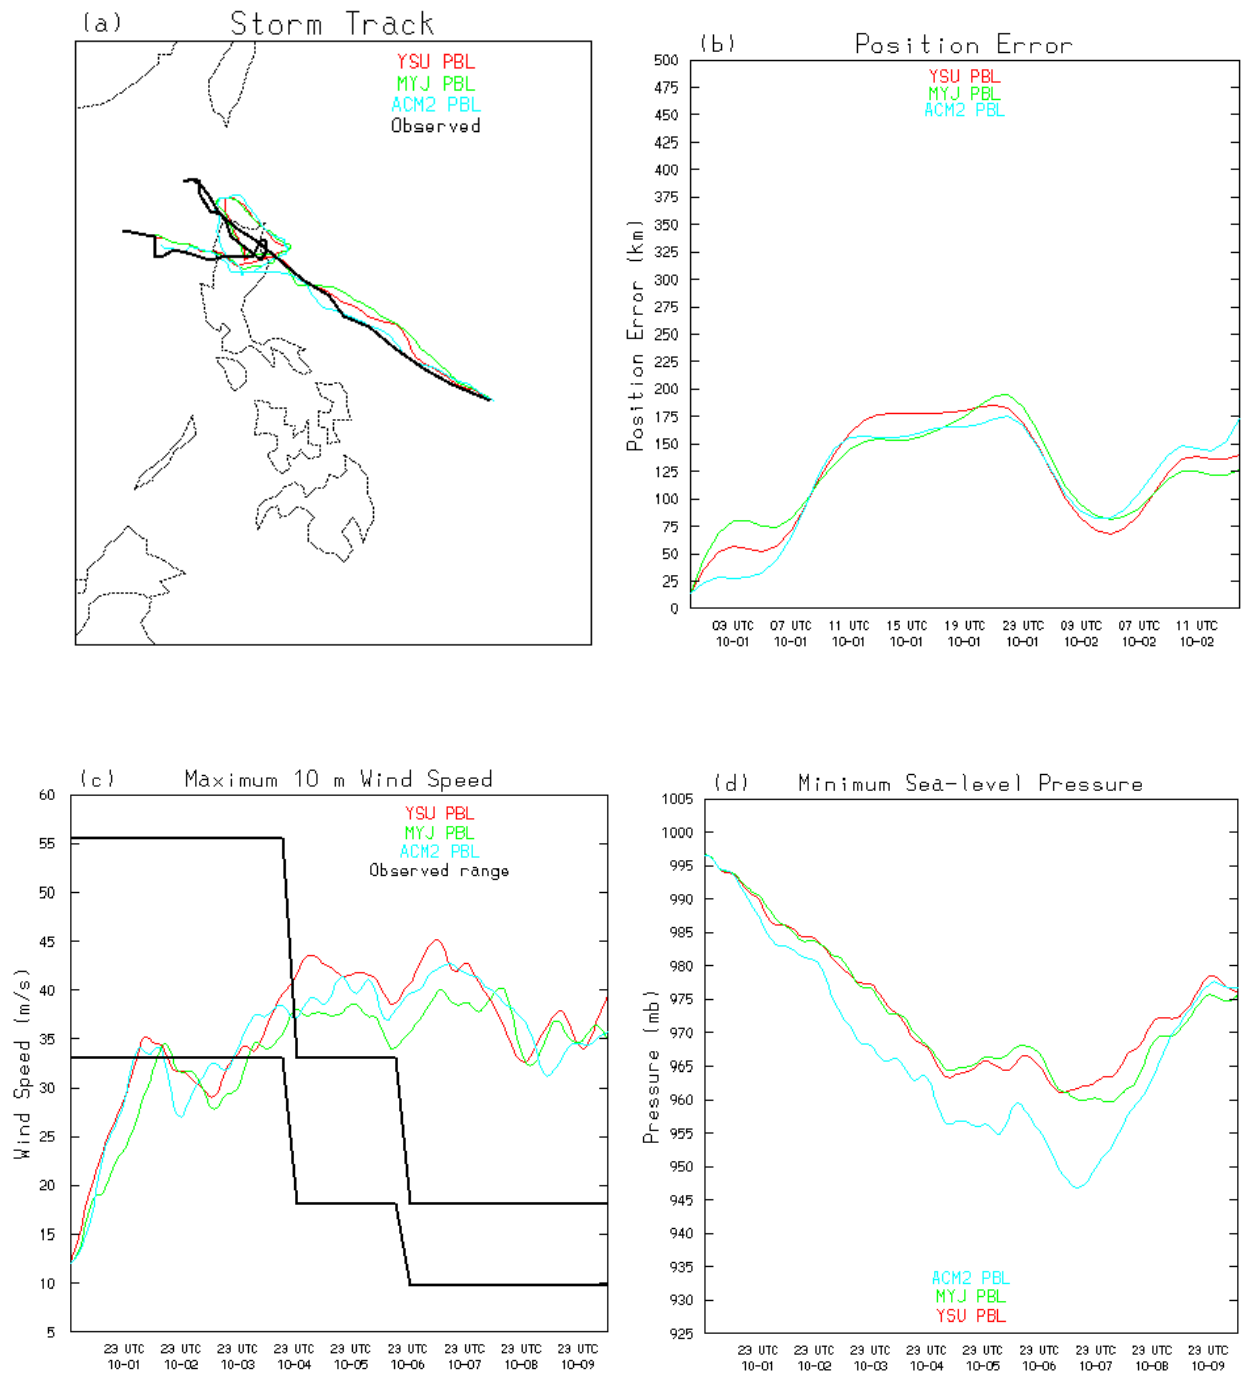 (a) Storm Track
YSU PBL
MYJ PBL
ACM2 PBL
Observed
(b) Position Error
YSU PBL
MYJ PBL
ACM2 PBL
Position Error (km)
500
475
450
425
400
375
350
325
300
275
250
225
200
175
150
125
100
75
50
25
0
03 UTC 07 UTC 11 UTC 15 UTC 19 UTC 23 UTC 03 UTC 07 UTC 11 UTC
10-01 10-01 10-01 10-01 10-01 10-01 10-02 10-02 10-02
(c) Maximum 10 m Wind Speed
YSU PBL
MYJ PBL
ACM2 PBL
Observed range
Wind Speed (m/s)
60
55
50
45
40
35
30
25
20
15
10
5
23 UTC 23 UTC 23 UTC 23 UTC 23 UTC 23 UTC 23 UTC 23 UTC 23 UTC
10-01 10-02 10-03 10-04 10-05 10-06 10-07 10-08 10-09
(d) Minimum Sea-level Pressure
Pressure (mb)
1005
1000
995
990
985
980
975
970
965
960
955
950
945
940
935
930
925
ACM2 PBL
MYJ PBL
YSU PBL
23 UTC 23 UTC 23 UTC 23 UTC 23 UTC 23 UTC 23 UTC 23 UTC 23 UTC
10-01 10-02 10-03 10-04 10-05 10-06 10-07 10-08 10-09